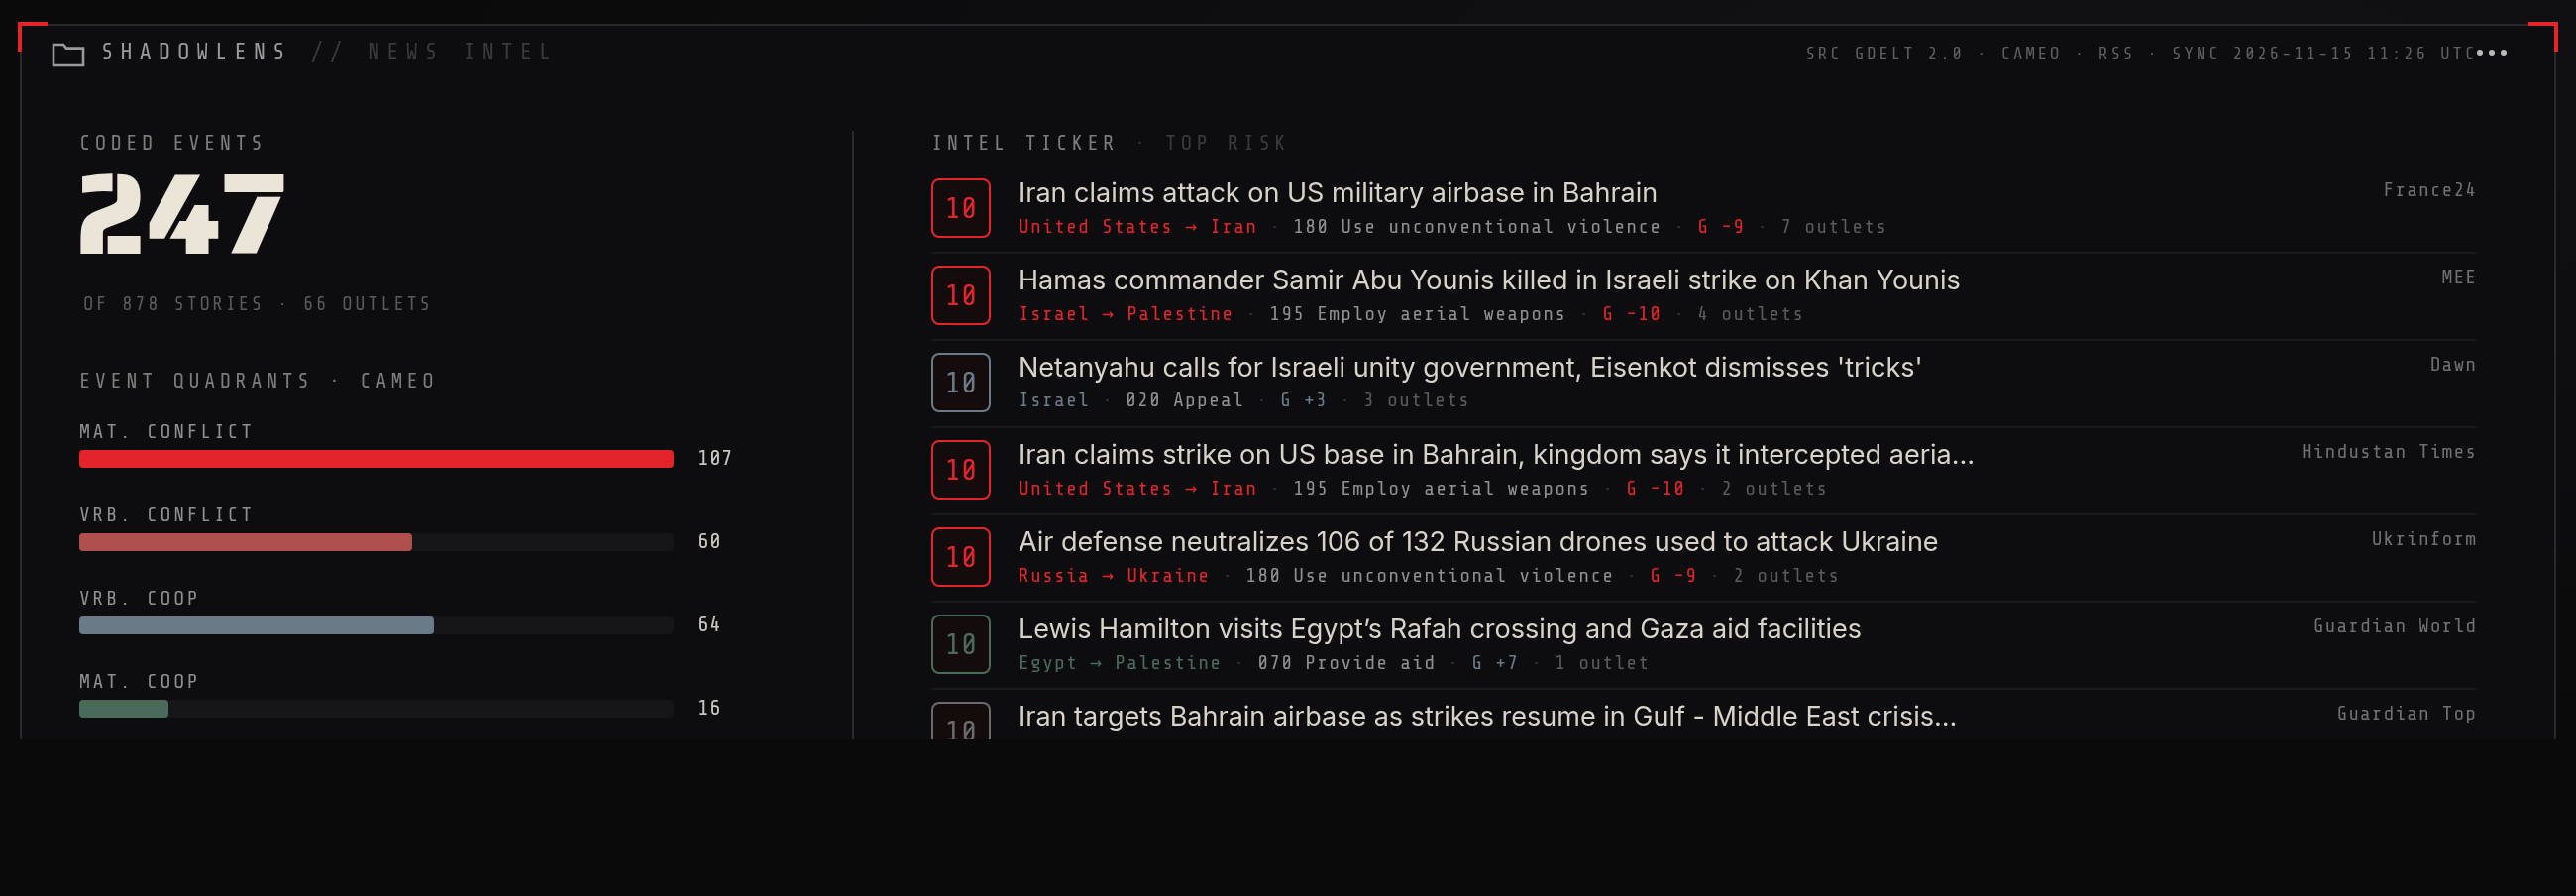 SHADOWLENS // NEWS INTEL
SRC GDELT 2.0 · CAMEO · RSS · SYNC 2026-11-15 11:26 UTC•••
CODED EVENTS
247
OF 878 STORIES · 66 OUTLETS
EVENT QUADRANTS · CAMEO
MAT. CONFLICT
107
VRB. CONFLICT
60
VRB. COOP
64
MAT. COOP
16
INTEL TICKER · TOP RISK
10 Iran claims attack on US military airbase in Bahrain France24
United States → Iran · 180 Use unconventional violence · G -9 · 7 outlets
10 Hamas commander Samir Abu Younis killed in Israeli strike on Khan Younis MEE
Israel → Palestine · 195 Employ aerial weapons · G -10 · 4 outlets
10 Netanyahu calls for Israeli unity government, Eisenkot dismisses 'tricks' Dawn
Israel · 020 Appeal · G +3 · 3 outlets
10 Iran claims strike on US base in Bahrain, kingdom says it intercepted aeria... Hindustan Times
United States → Iran · 195 Employ aerial weapons · G -10 · 2 outlets
10 Air defense neutralizes 106 of 132 Russian drones used to attack Ukraine Ukrinform
Russia → Ukraine · 180 Use unconventional violence · G -9 · 2 outlets
10 Lewis Hamilton visits Egypt’s Rafah crossing and Gaza aid facilities Guardian World
Egypt → Palestine · 070 Provide aid · G +7 · 1 outlet
10 Iran targets Bahrain airbase as strikes resume in Gulf - Middle East crisis... Guardian Top